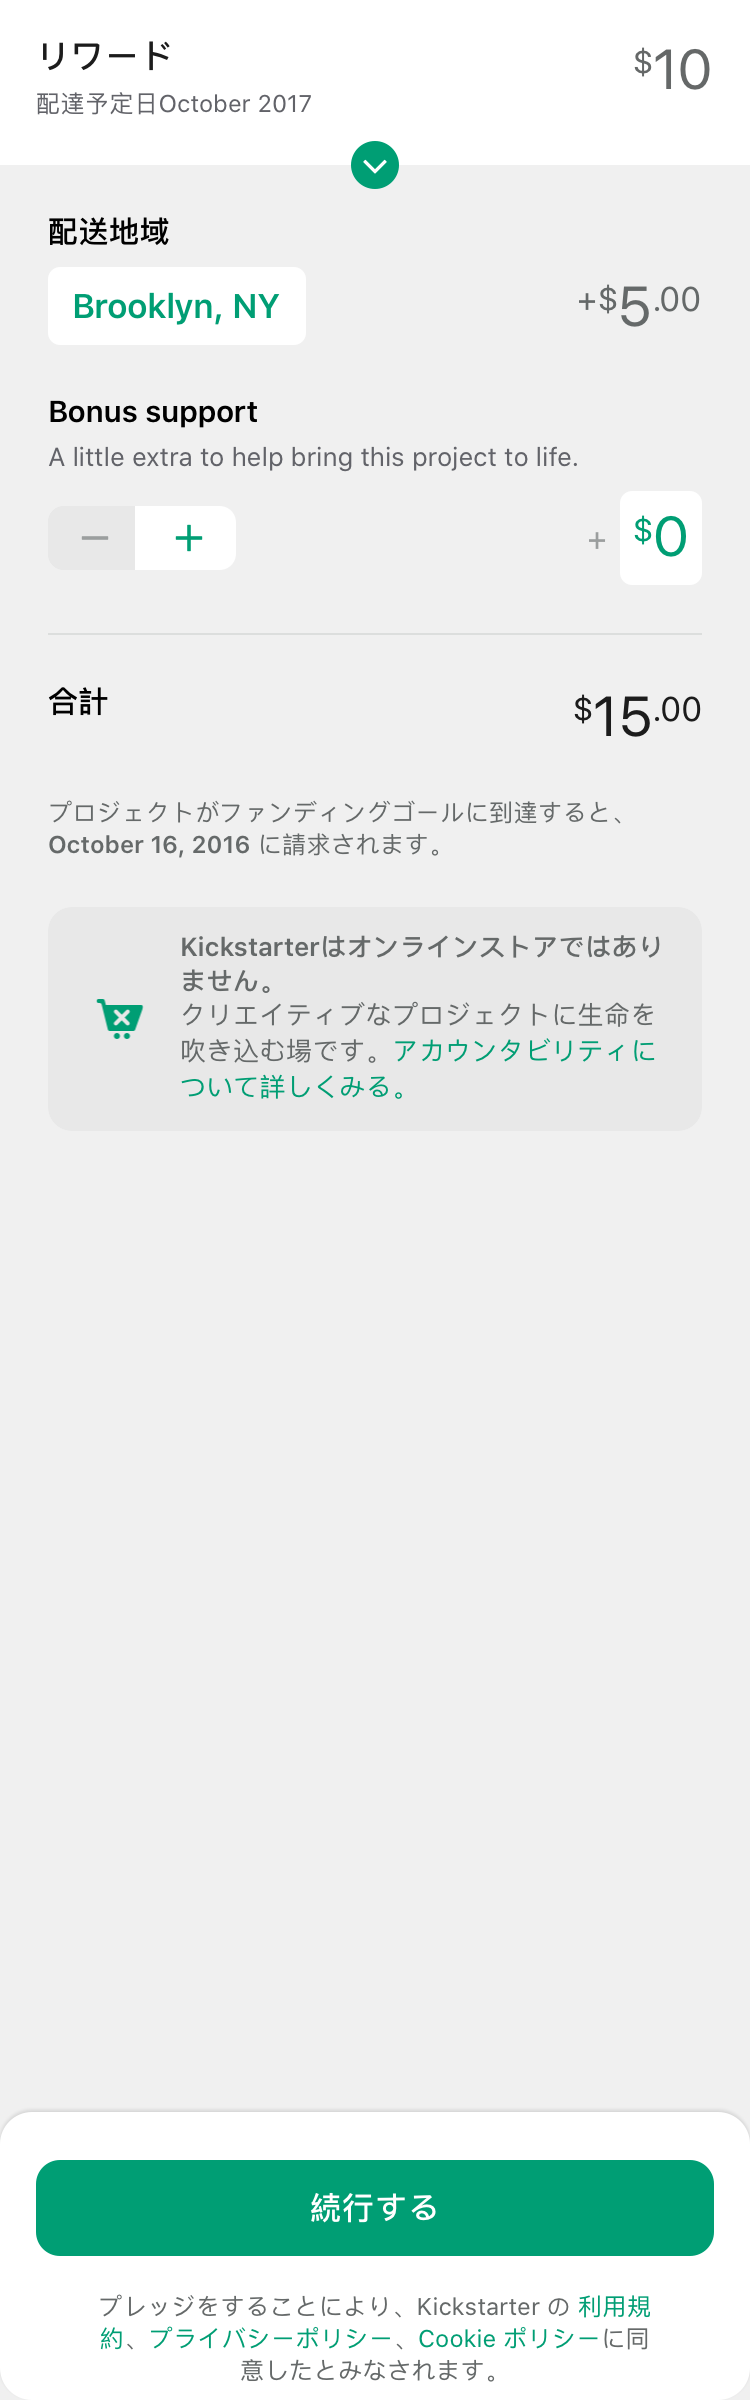 リワード
$10
配達予定日October 2017
配送地域
Brooklyn, NY
+$5.00
Bonus support
A little extra to help bring this project to life.
− +
+ $0
合計
$15.00
プロジェクトがファンディングゴールに到達すると、
October 16, 2016 に請求されます。
Kickstarterはオンラインストアではあり
ません。
クリエイティブなプロジェクトに生命を
吹き込む場です。アカウンタビリティに
ついて詳しくみる。
続行する
プレッジをすることにより、Kickstarter の 利用規
約、プライバシーポリシー、Cookie ポリシーに同
意したとみなされます。